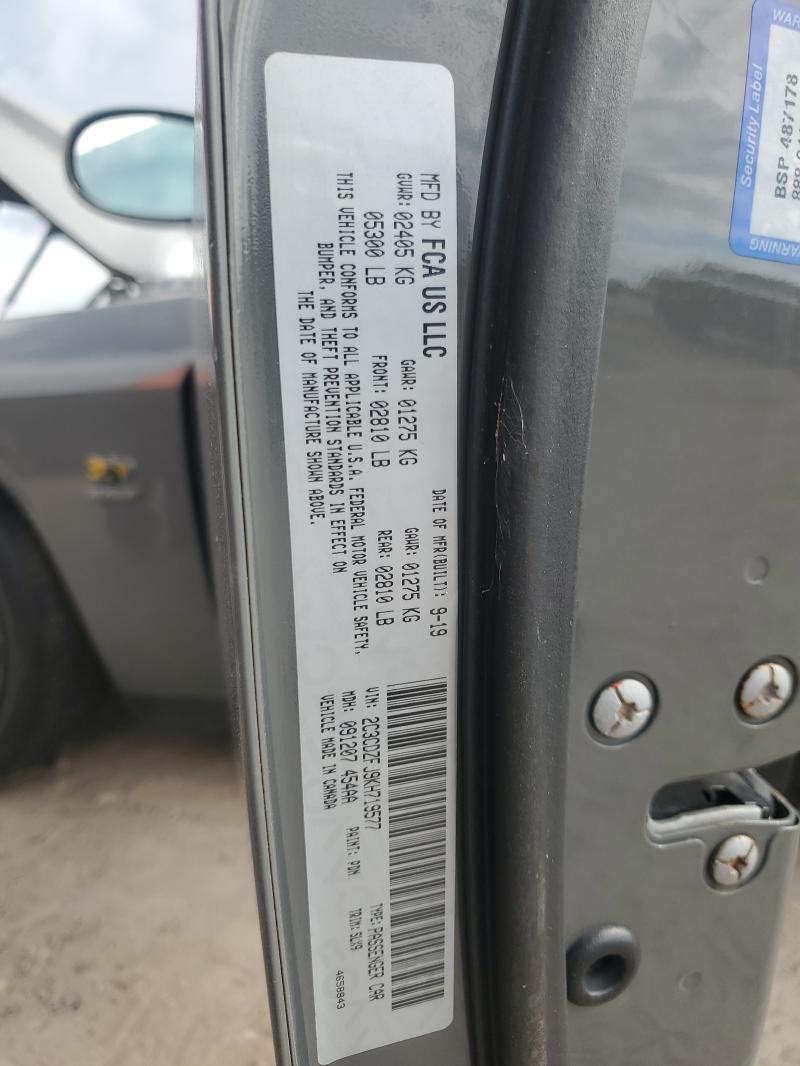 MFD BY FCA US LLC
DATE OF MFR(BUILT): 9-19
GVWR: 02405 KG GAWR: 01275 KG GAWR: 01275 KG
05300 LB FRONT: 02810 LB REAR: 02810 LB
THIS VEHICLE CONFORMS TO ALL APPLICABLE U.S.A. FEDERAL MOTOR VEHICLE SAFETY,
BUMPER, AND THEFT PREVENTION STANDARDS IN EFFECT ON
THE DATE OF MANUFACTURE SHOWN ABOVE.
VIN: 2C3CDZFJ9KH719577 TYPE: PASSENGER CAR
MDH: 091207 454AA PAINT: PDN TRIM: SLX9
VEHICLE MADE IN CANADA 4658843
Security Label
BSP 487178
WARNING